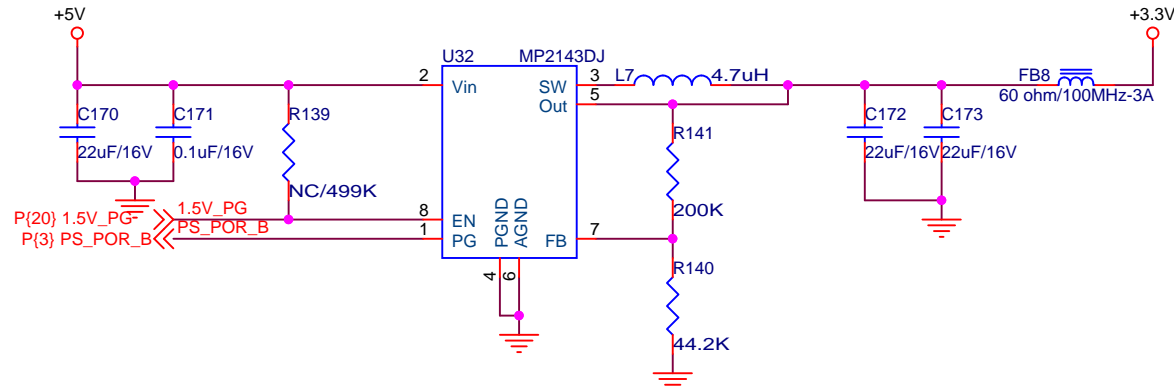 +5V
+3.3V
U32
MP2143DJ
2
Vin
SW
3
L7
4.7uH
Out
5
FB8
60 ohm/100MHz-3A
C170
22uF/16V
C171
0.1uF/16V
R139
NC/499K
R141
200K
C172
22uF/16V
C173
22uF/16V
P{20} 1.5V_PG
1.5V_PG
8
EN
P{3} PS_POR_B
PS_POR_B
1
PG
PGND
AGND
FB
7
4
6
R140
44.2K